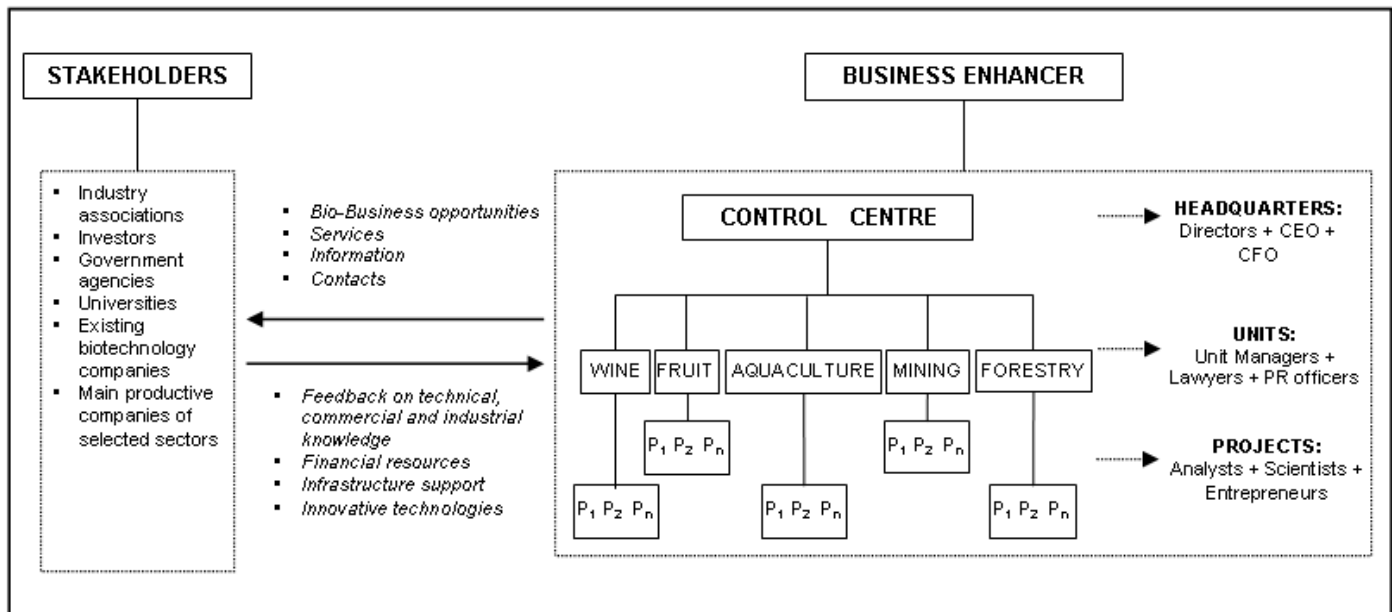 STAKEHOLDERS
BUSINESS ENHANCER
▪ Industry
associations
▪ Investors
▪ Government
agencies
▪ Universities
▪ Existing
biotechnology
companies
▪ Main productive
companies of
selected sectors
▪ Bio-Business opportunities
▪ Services
▪ Information
▪ Contacts
▪ Feedback on technical,
commercial and industrial
knowledge
▪ Financial resources
▪ Infrastructure support
▪ Innovative technologies
CONTROL CENTRE
WINE
FRUIT
AQUACULTURE
MINING
FORESTRY
P₁ P₂ Pₙ
P₁ P₂ Pₙ
P₁ P₂ Pₙ
P₁ P₂ Pₙ
P₁ P₂ Pₙ
HEADQUARTERS:
Directors + CEO +
CFO
UNITS:
Unit Managers +
Lawyers + PR officers
PROJECTS:
Analysts + Scientists +
Entrepreneurs